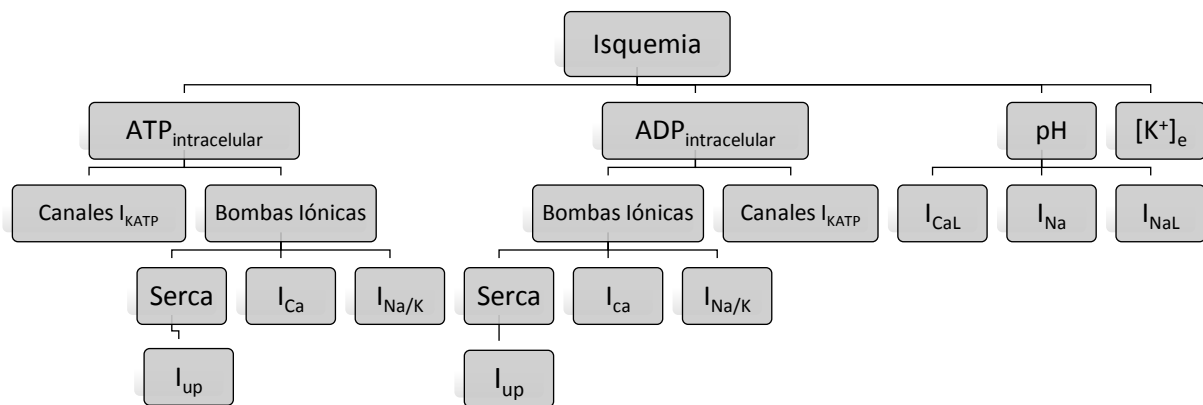 Isquemia
ATPintracelular
ADPintracelular
pH
[K+]e
Canales IKATP
Bombas Iónicas
Bombas Iónicas
Canales IKATP
ICaL
INa
INaL
Serca
ICa
INa/K
Serca
Ica
INa/K
Iup
Iup